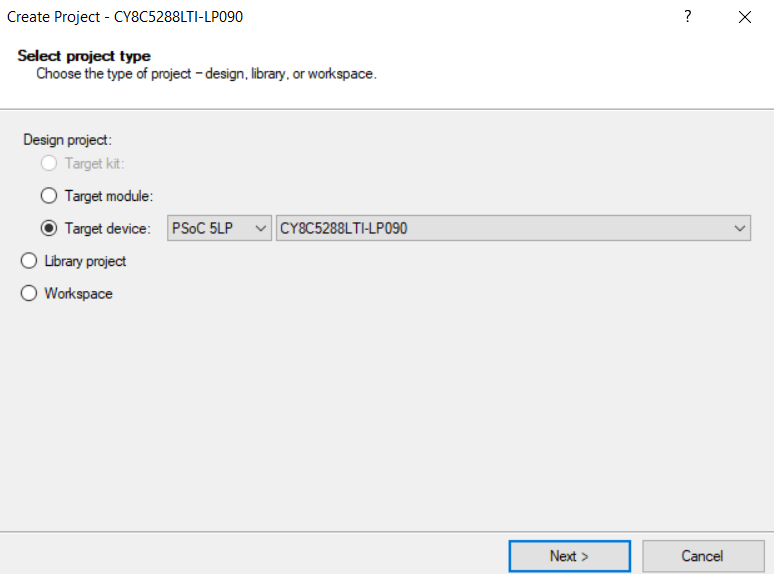 Create Project - CY8C5288LTI-LP090 ?
Select project type
Choose the type of project – design, library, or workspace.
Design project:
Target kit:
Target module:
Target device: PSoC 5LP CY8C5288LTI-LP090
Library project
Workspace
Next > Cancel